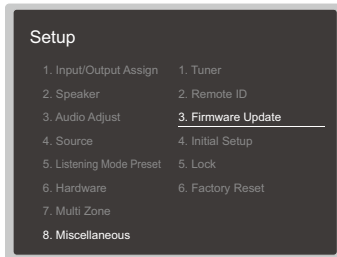 Setup
1. Input/Output Assign
2. Speaker
3. Audio Adjust
4. Source
5. Listening Mode Preset
6. Hardware
7. Multi Zone
8. Miscellaneous
1. Tuner
2. Remote ID
3. Firmware Update
4. Initial Setup
5. Lock
6. Factory Reset